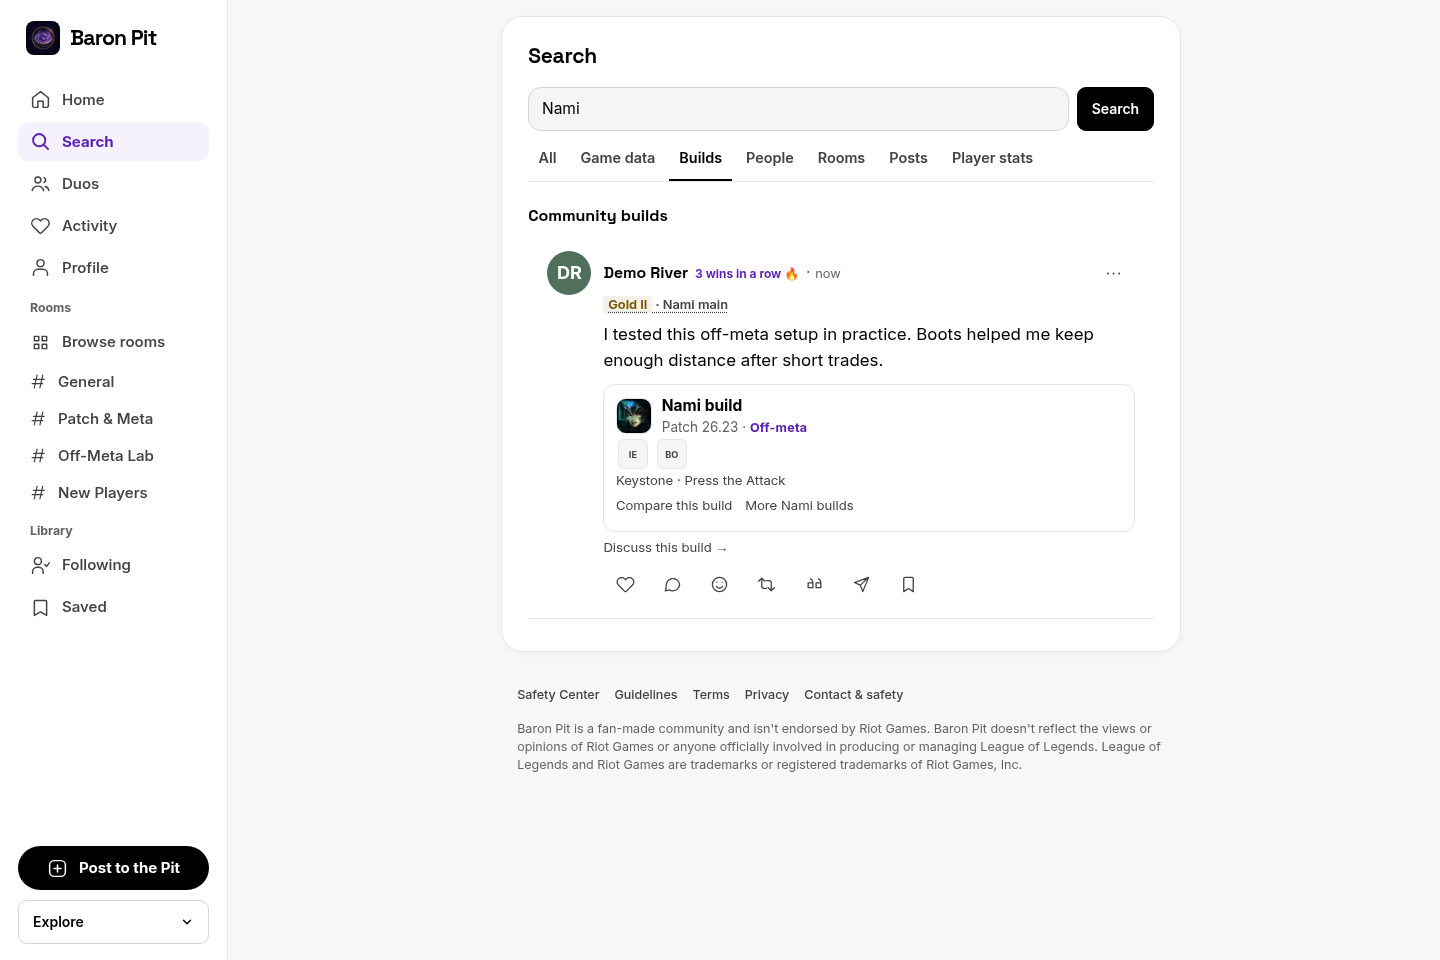 Baron Pit
Home
Search
Duos
Activity
Profile
Rooms
Browse rooms
# General
# Patch & Meta
# Off-Meta Lab
# New Players
Library
Following
Saved
Post to the Pit
Explore
Search
Nami
Search
All Game data Builds People Rooms Posts Player stats
Community builds
DR
Demo River 3 wins in a row 🔥 · now
Gold II · Nami main
I tested this off-meta setup in practice. Boots helped me keep
enough distance after short trades.
Nami build
Patch 26.23 · Off-meta
IE BO
Keystone · Press the Attack
Compare this build More Nami builds
Discuss this build →
Safety Center Guidelines Terms Privacy Contact & safety
Baron Pit is a fan-made community and isn't endorsed by Riot Games. Baron Pit doesn't reflect the views or
opinions of Riot Games or anyone officially involved in producing or managing League of Legends. League of
Legends and Riot Games are trademarks or registered trademarks of Riot Games, Inc.